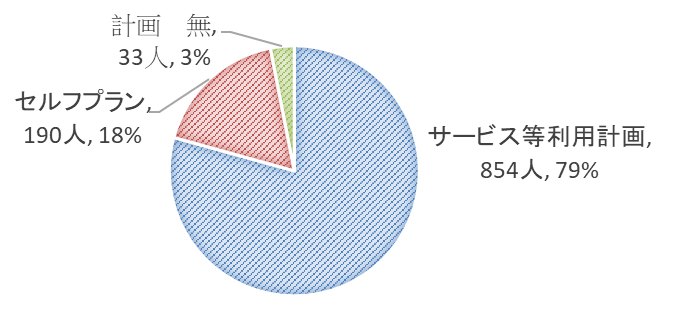 計画　無,
33人, 3%
セルフプラン,
190人, 18%
サービス等利用計画,
854人, 79%